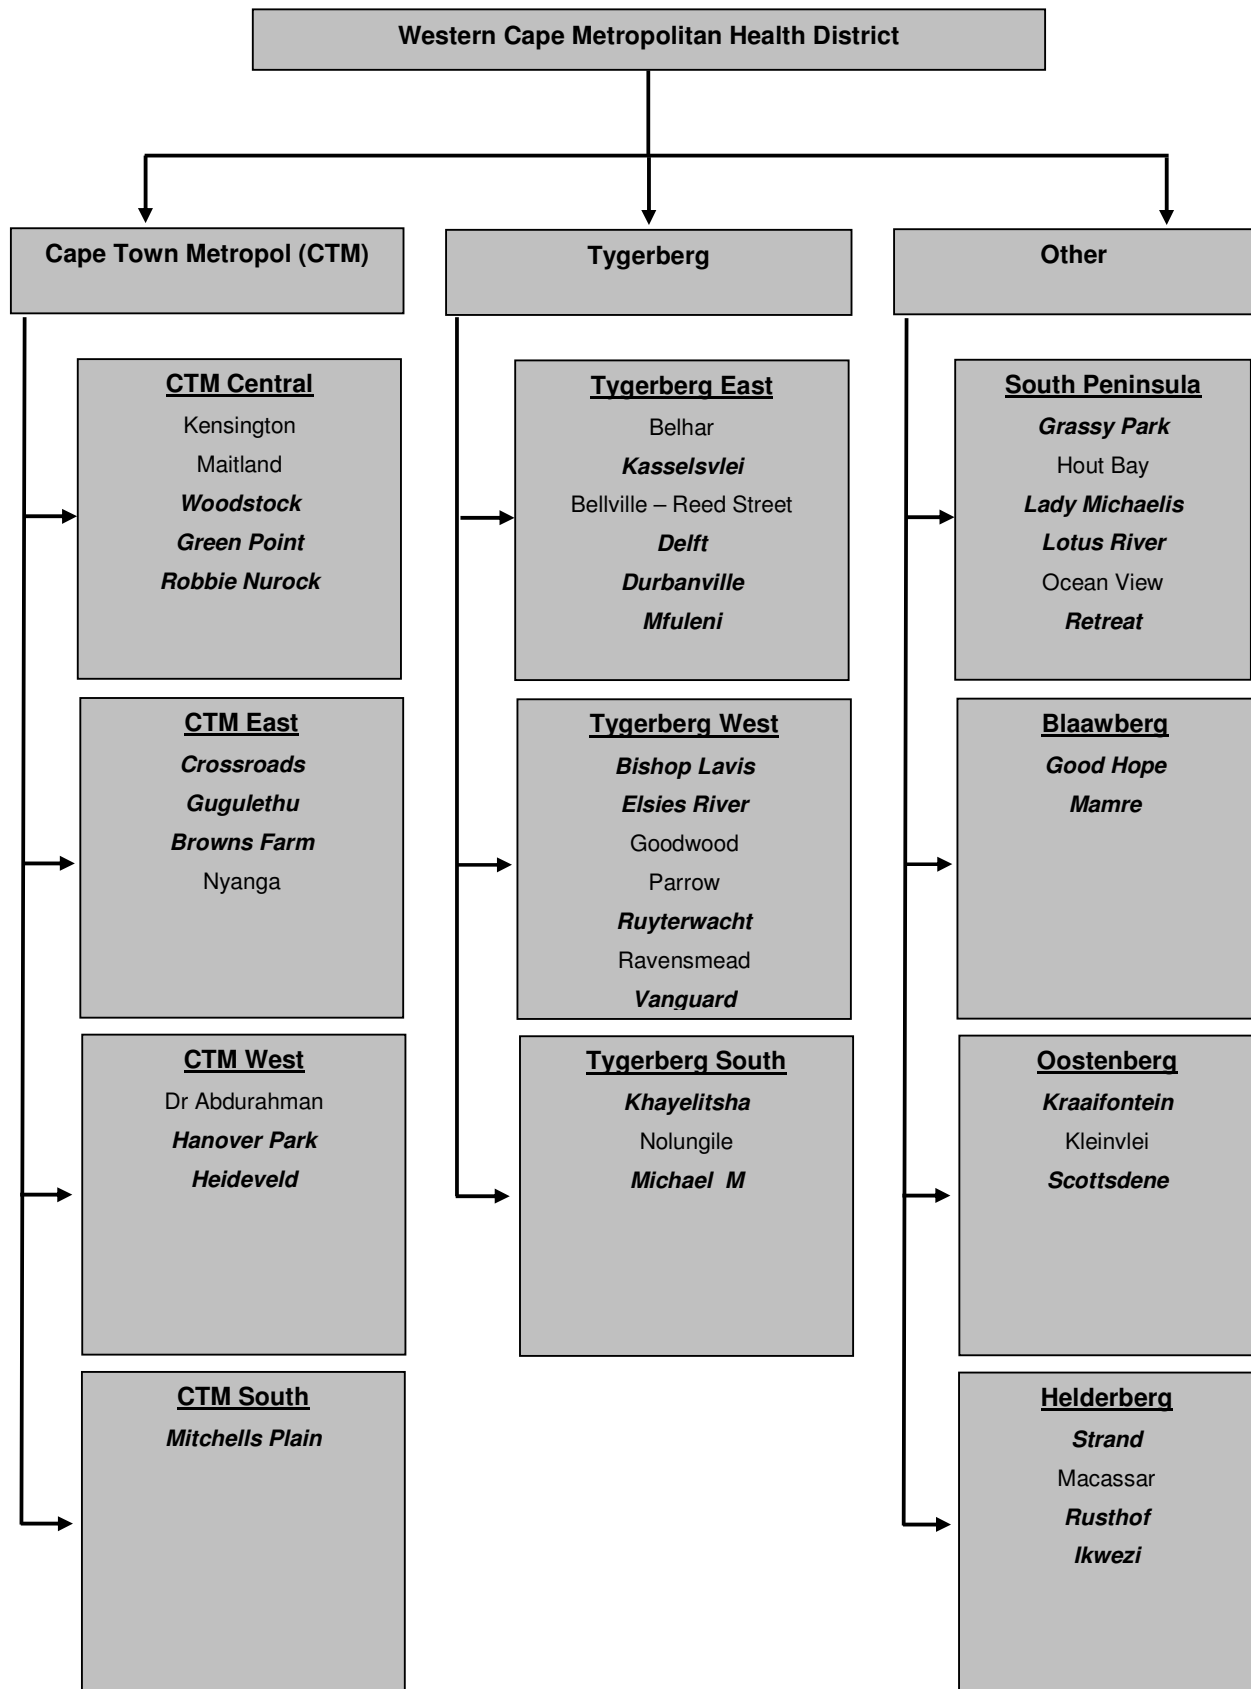 Western Cape Metropolitan Health District
Cape Town Metropol (CTM)
CTM Central
Kensington
Maitland
Woodstock
Green Point
Robbie Nurock
CTM East
Crossroads
Gugulethu
Browns Farm
Nyanga
CTM West
Dr Abdurahman
Hanover Park
Heideveld
CTM South
Mitchells Plain
Tygerberg
Tygerberg East
Belhar
Kasselsvlei
Bellville – Reed Street
Delft
Durbanville
Mfuleni
Tygerberg West
Bishop Lavis
Elsies River
Goodwood
Parrow
Ruyterwacht
Ravensmead
Vanguard
Tygerberg South
Khayelitsha
Nolungile
Michael M
Other
South Peninsula
Grassy Park
Hout Bay
Lady Michaelis
Lotus River
Ocean View
Retreat
Blaawberg
Good Hope
Mamre
Oostenberg
Kraaifontein
Kleinvlei
Scottsdene
Helderberg
Strand
Macassar
Rusthof
Ikwezi